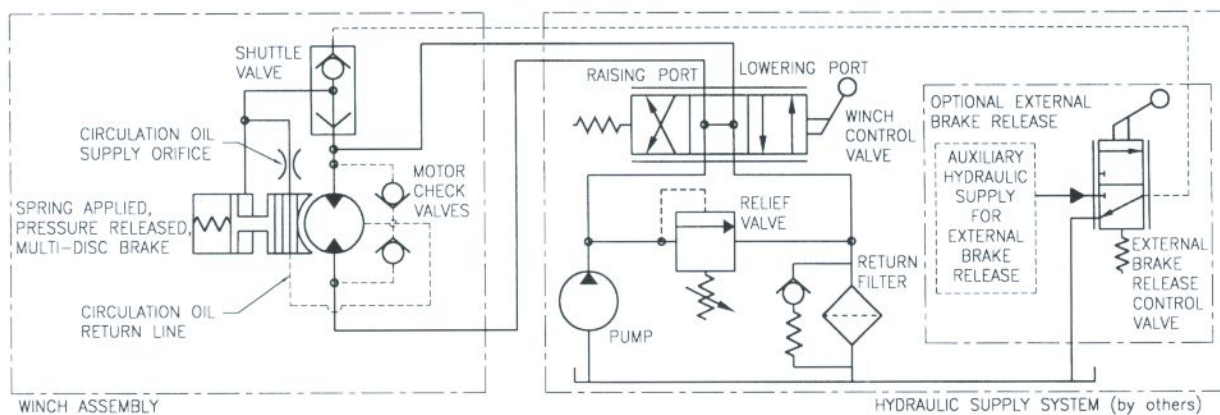 SHUTTLE
VALVE
CIRCULATION OIL
SUPPLY ORIFICE
SPRING APPLIED,
PRESSURE RELEASED,
MULTI-DISC BRAKE
CIRCULATION OIL
RETURN LINE
MOTOR
CHECK
VALVES
WINCH ASSEMBLY
RAISING PORT
LOWERING PORT
WINCH
CONTROL
VALVE
RELIEF
VALVE
RETURN
FILTER
PUMP
OPTIONAL EXTERNAL
BRAKE RELEASE
AUXILIARY
HYDRAULIC
SUPPLY
FOR
EXTERNAL
BRAKE
RELEASE
EXTERNAL
BRAKE
RELEASE
CONTROL
VALVE
HYDRAULIC SUPPLY SYSTEM (by others)